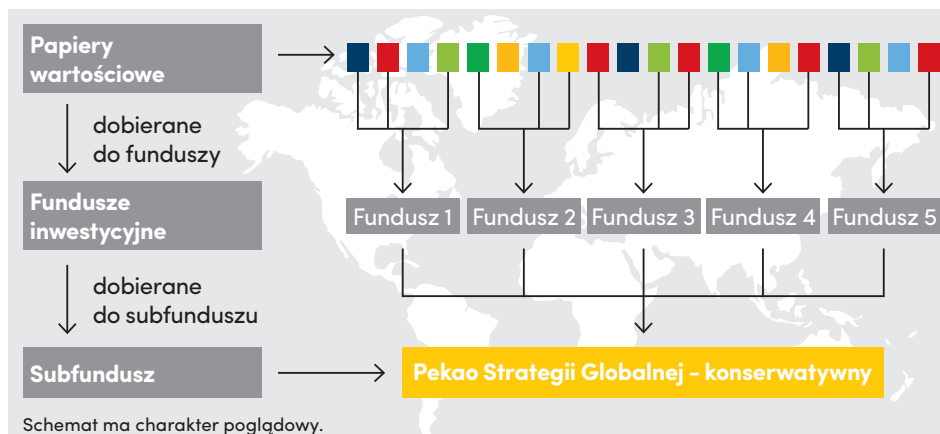 Papiery
wartościowe
dobierane
do funduszy
Fundusze
inwestycyjne
Fundusz 1
Fundusz 2
Fundusz 3
Fundusz 4
Fundusz 5
dobierane
do subfunduszu
Subfundusz
Pekao Strategii Globalnej - konserwatywny
Schemat ma charakter poglądowy.